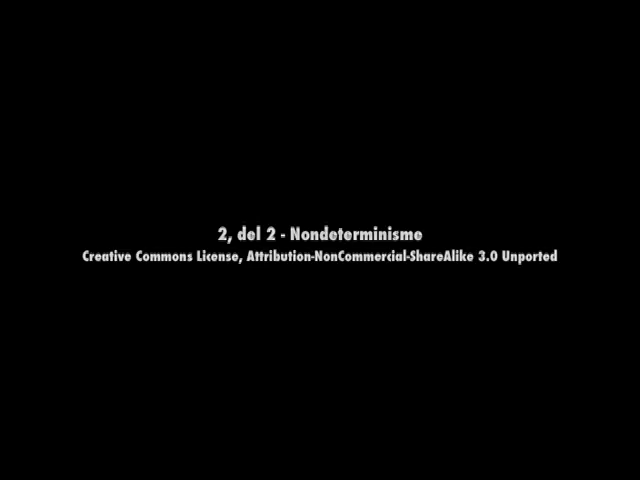 2, del 2 - Nondeterminisme
Creative Commons License, Attribution-NonCommercial-ShareAlike 3.0 Unported